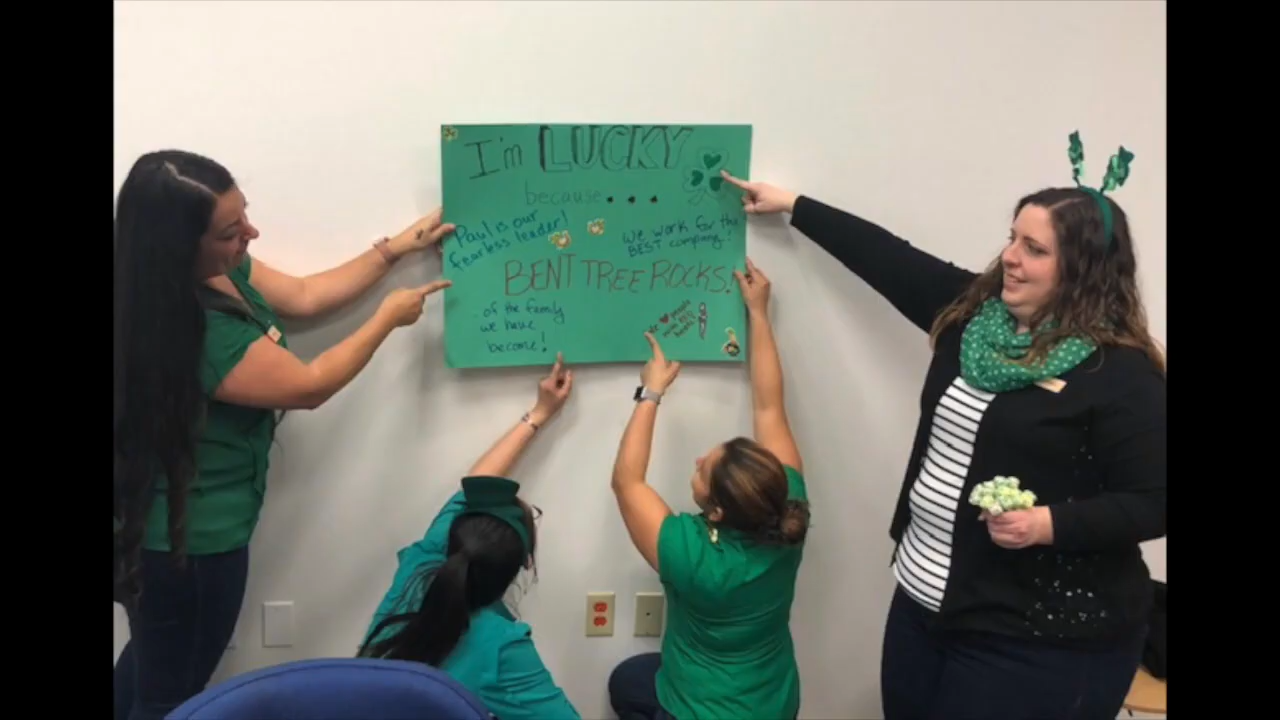 I'm LUCKY
because....
Paul is our
fearless leader!
We work for the
BEST company!
BENT TREE ROCKS!
of the family
we have
become!